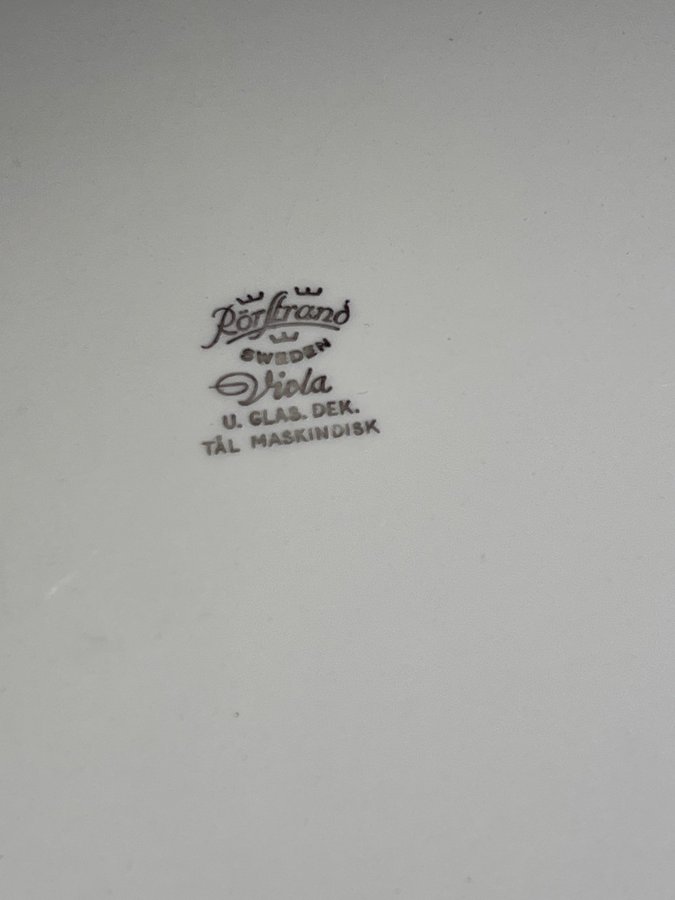 Rörstrand
SWEDEN
Viola
U. GLAS. DEK.
TÅL MASKINDISK